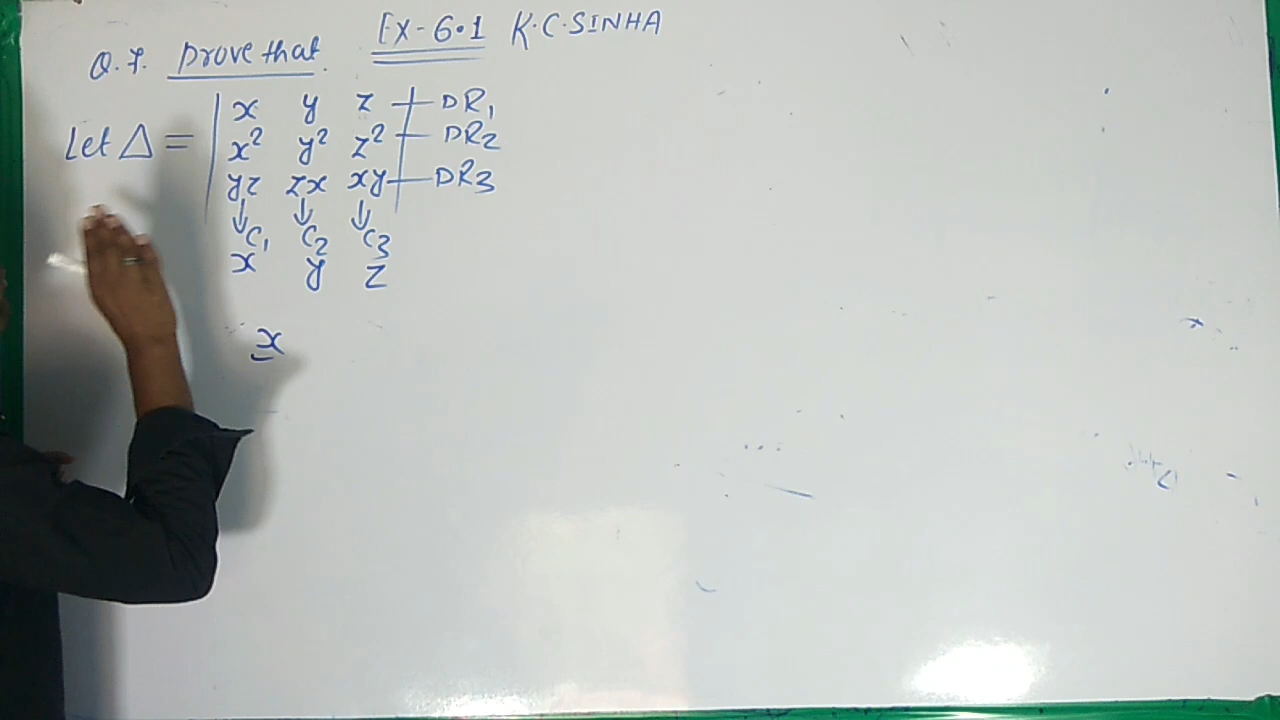 Ex-6.1 K.C.SINHA
Q.7. prove that
Let Δ = | x y z | DR₁
x² y² z² DR₂
yz zx xy DR₃
↓ ↓ ↓
C₁ C₂ C₃
x y z
x